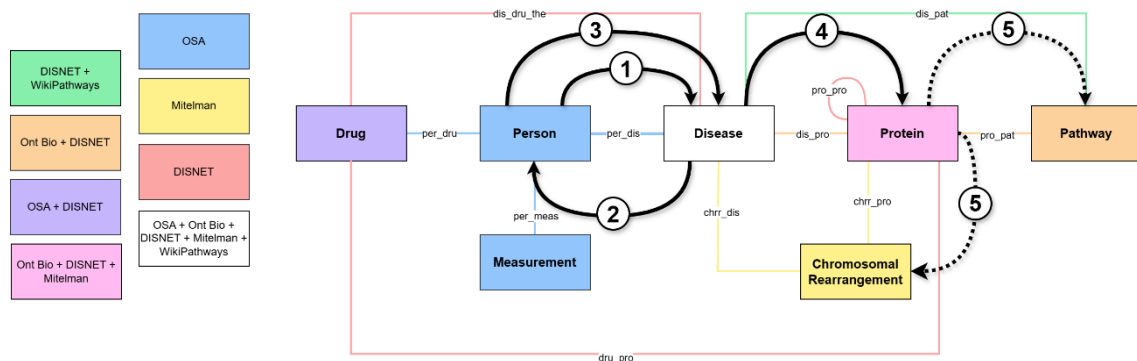 DISNET +
WikiPathways
Ont Bio + DISNET
OSA + DISNET
Ont Bio + DISNET +
Mitelman
OSA
Mitelman
DISNET
OSA + Ont Bio +
DISNET + Mitelman +
WikiPathways
dis_dru_the
dis_pat
3
4
5
1
pro_pro
Drug
per_dru
Person
per_dis
Disease
dis_pro
Protein
pro_pat
Pathway
2
5
per_meas
chrr_dis
chrr_pro
Measurement
Chromosomal
Rearrangement
dru_pro